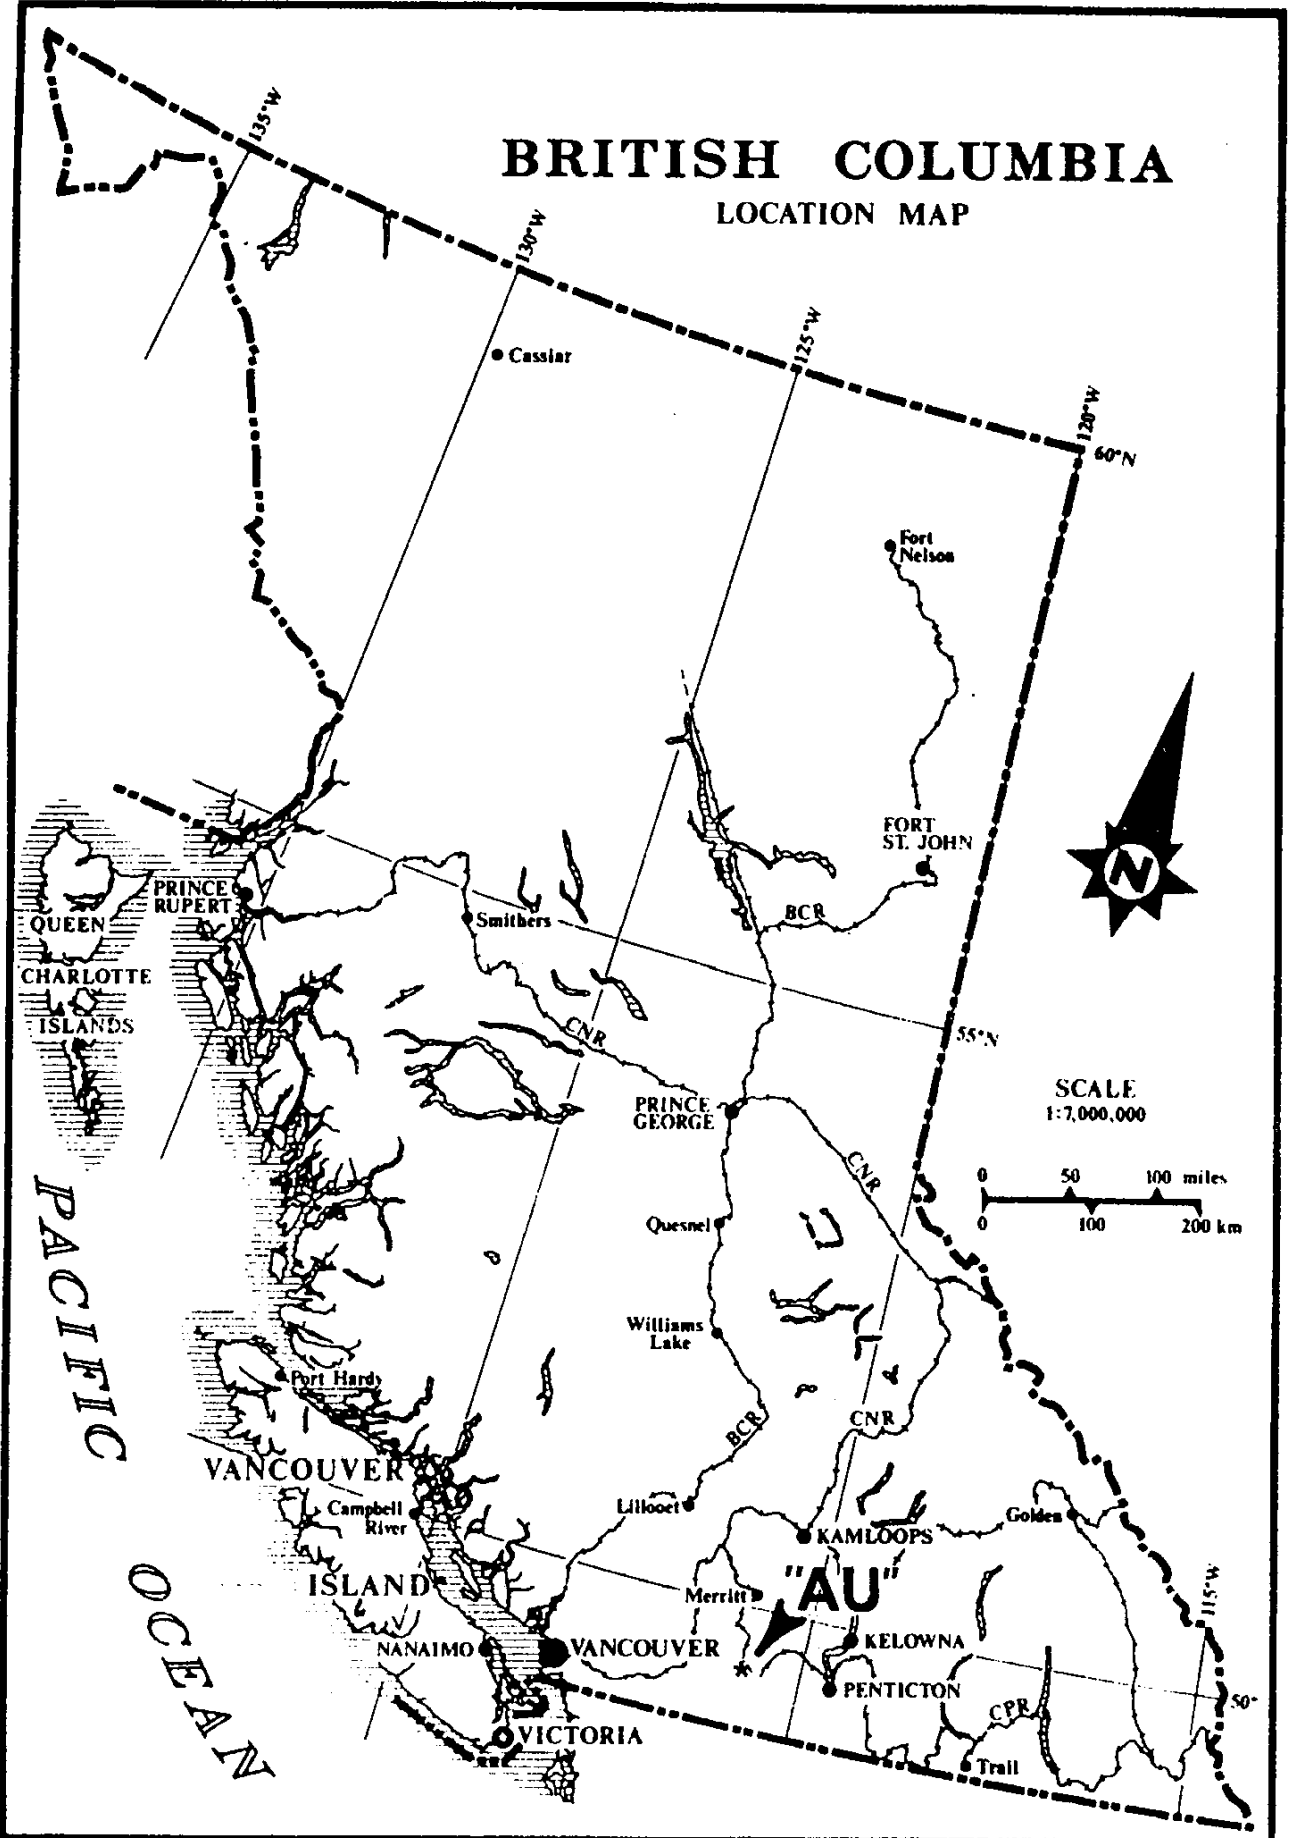 BRITISH COLUMBIA
LOCATION MAP
135°W
130°W
125°W
120°W
60°N
Cassiar
Fort
Nelson
FORT
ST. JOHN
BCR
N
PRINCE
RUPERT
QUEEN
CHARLOTTE
ISLANDS
Smithers
CNR
55°N
PRINCE
GEORGE
SCALE
1:7,000,000
0 50 100 miles
0 100 200 km
CNR
Quesnel
Williams
Lake
PACIFIC
OCEAN
Port Hardy
BCR
CNR
VANCOUVER
ISLAND
Campbell
River
Lillooet
KAMLOOPS
Golden
"AU"
Merritt
115°W
NANAIMO
VANCOUVER
KELOWNA
*
PENTICTON
50°
CPR
VICTORIA
Trail